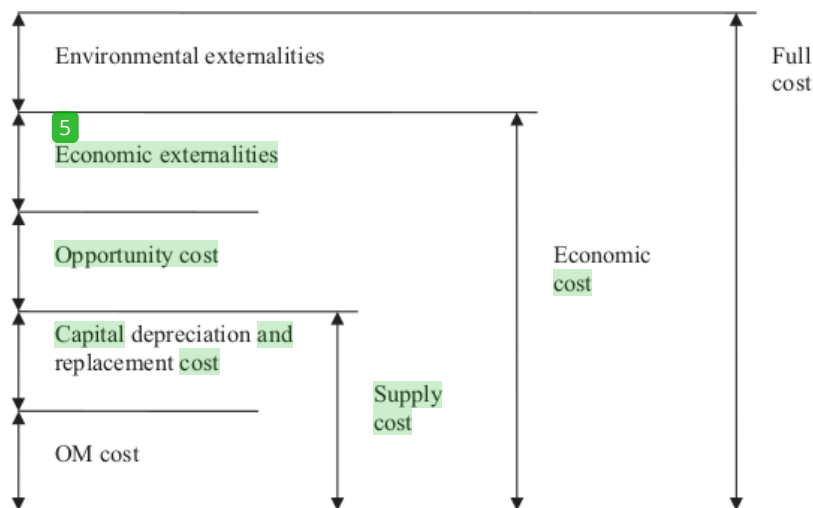 Environmental externalities
Full
cost
5
Economic externalities
Opportunity cost
Economic
cost
Capital depreciation and
replacement cost
Supply
cost
OM cost